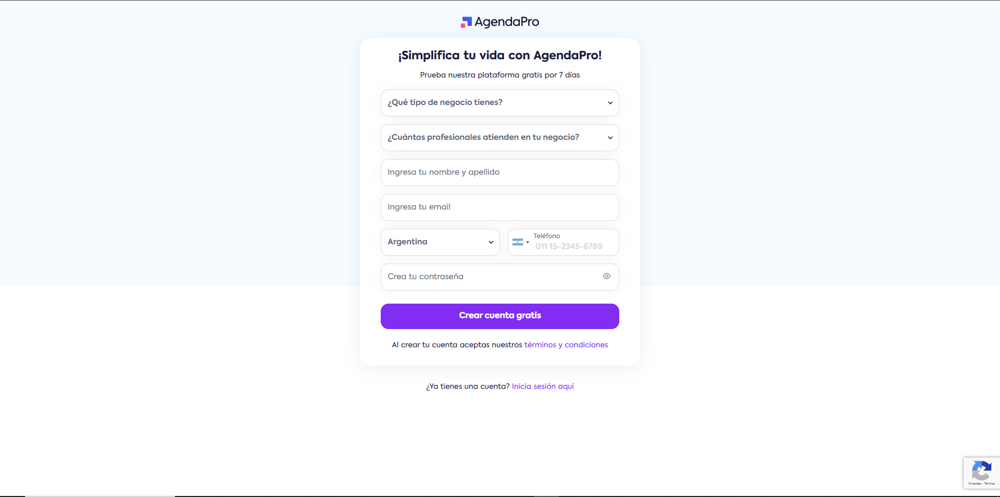 AgendaPro
¡Simplifica tu vida con AgendaPro!
Prueba nuestra plataforma gratis por 7 días
¿Qué tipo de negocio tienes?
¿Cuántos profesionales atienden en tu negocio?
Ingresa tu nombre y apellido
Ingresa tu email
Argentina
Teléfono
011 15-2345-6789
Crea tu contraseña
Crear cuenta gratis
Al crear tu cuenta aceptas nuestros términos y condiciones
¿Ya tienes una cuenta? Inicia sesión aquí
Privacidad - Términos